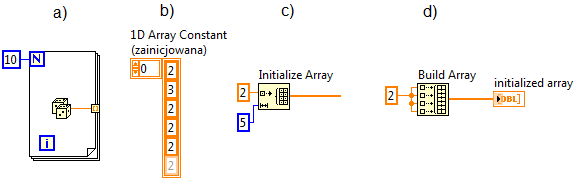 a)
b)
c)
d)
1D Array Constant
(zainicjowana)
10
N
i
0
2
3
2
2
2
2
Initialize Array
2
5
Build Array
2
initialized array
DBL